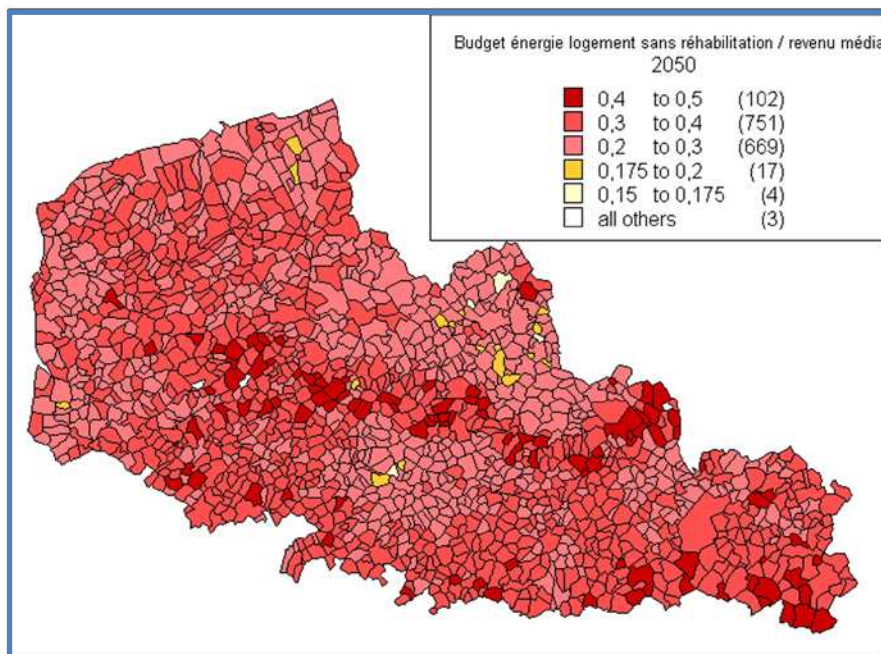 Budget énergie logement sans réhabilitation / revenu média
2050
0,4 to 0,5 (102)
0,3 to 0,4 (751)
0,2 to 0,3 (669)
0,175 to 0,2 (17)
0,15 to 0,175 (4)
all others (3)